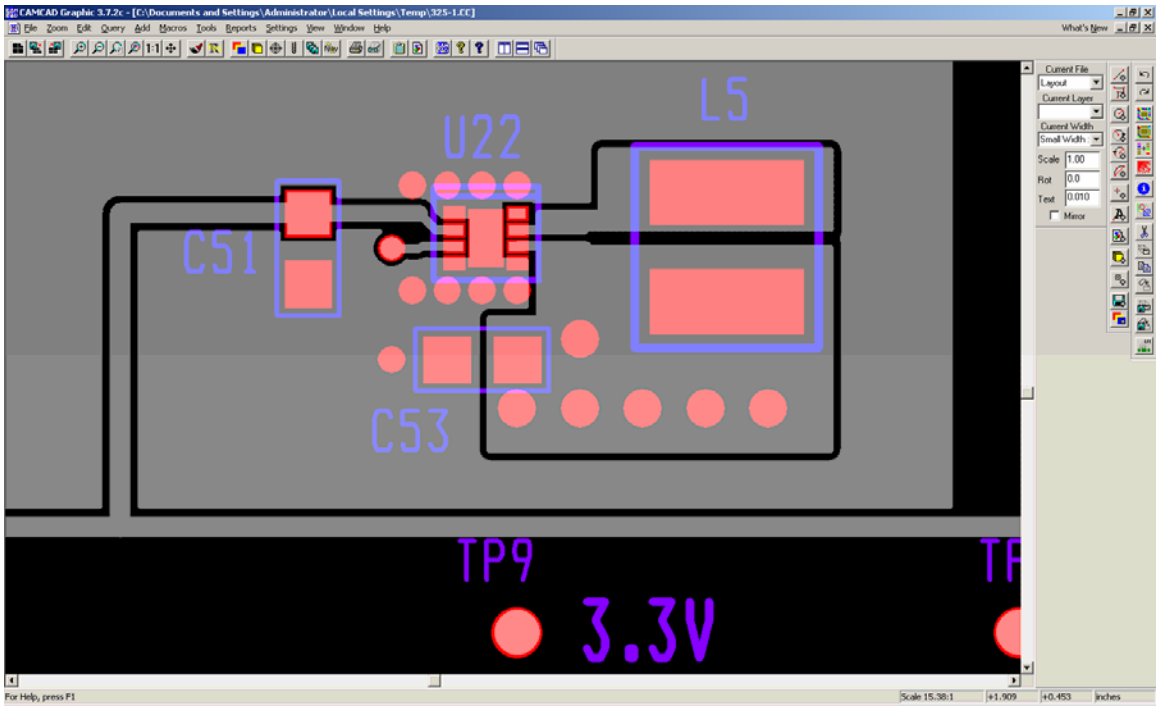 CAMCAD Graphic 3.7.2c - [C:\Documents and Settings\Administrator\Local Settings\Temp\325-1.CC]
File Zoom Edit Query Add Macros Tools Reports Settings View Window Help
What's New
1:1
Nav
Current File
Layout
Current Layer
Current Width
Small Width :
Scale 1.00
Rot 0.0
Text 0.010
Mirror
L5
U22
C51
C53
TP9
TP
3.3V
For Help, press F1
Scale 15.38:1
+1.909
+0.453
inches